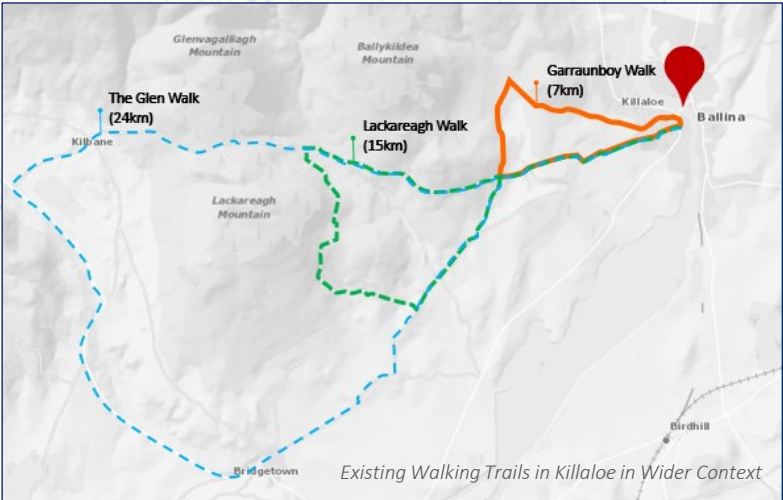 Glenvagalliagh
Mountain
Ballykildea
Mountain
Garraunboy Walk
(7km)
Killaloe
Ballina
The Glen Walk
(24km)
Lackareagh Walk
(15km)
Kilbane
Lackareagh
Mountain
Birdhill
Bridgetown
Existing Walking Trails in Killaloe in Wider Context